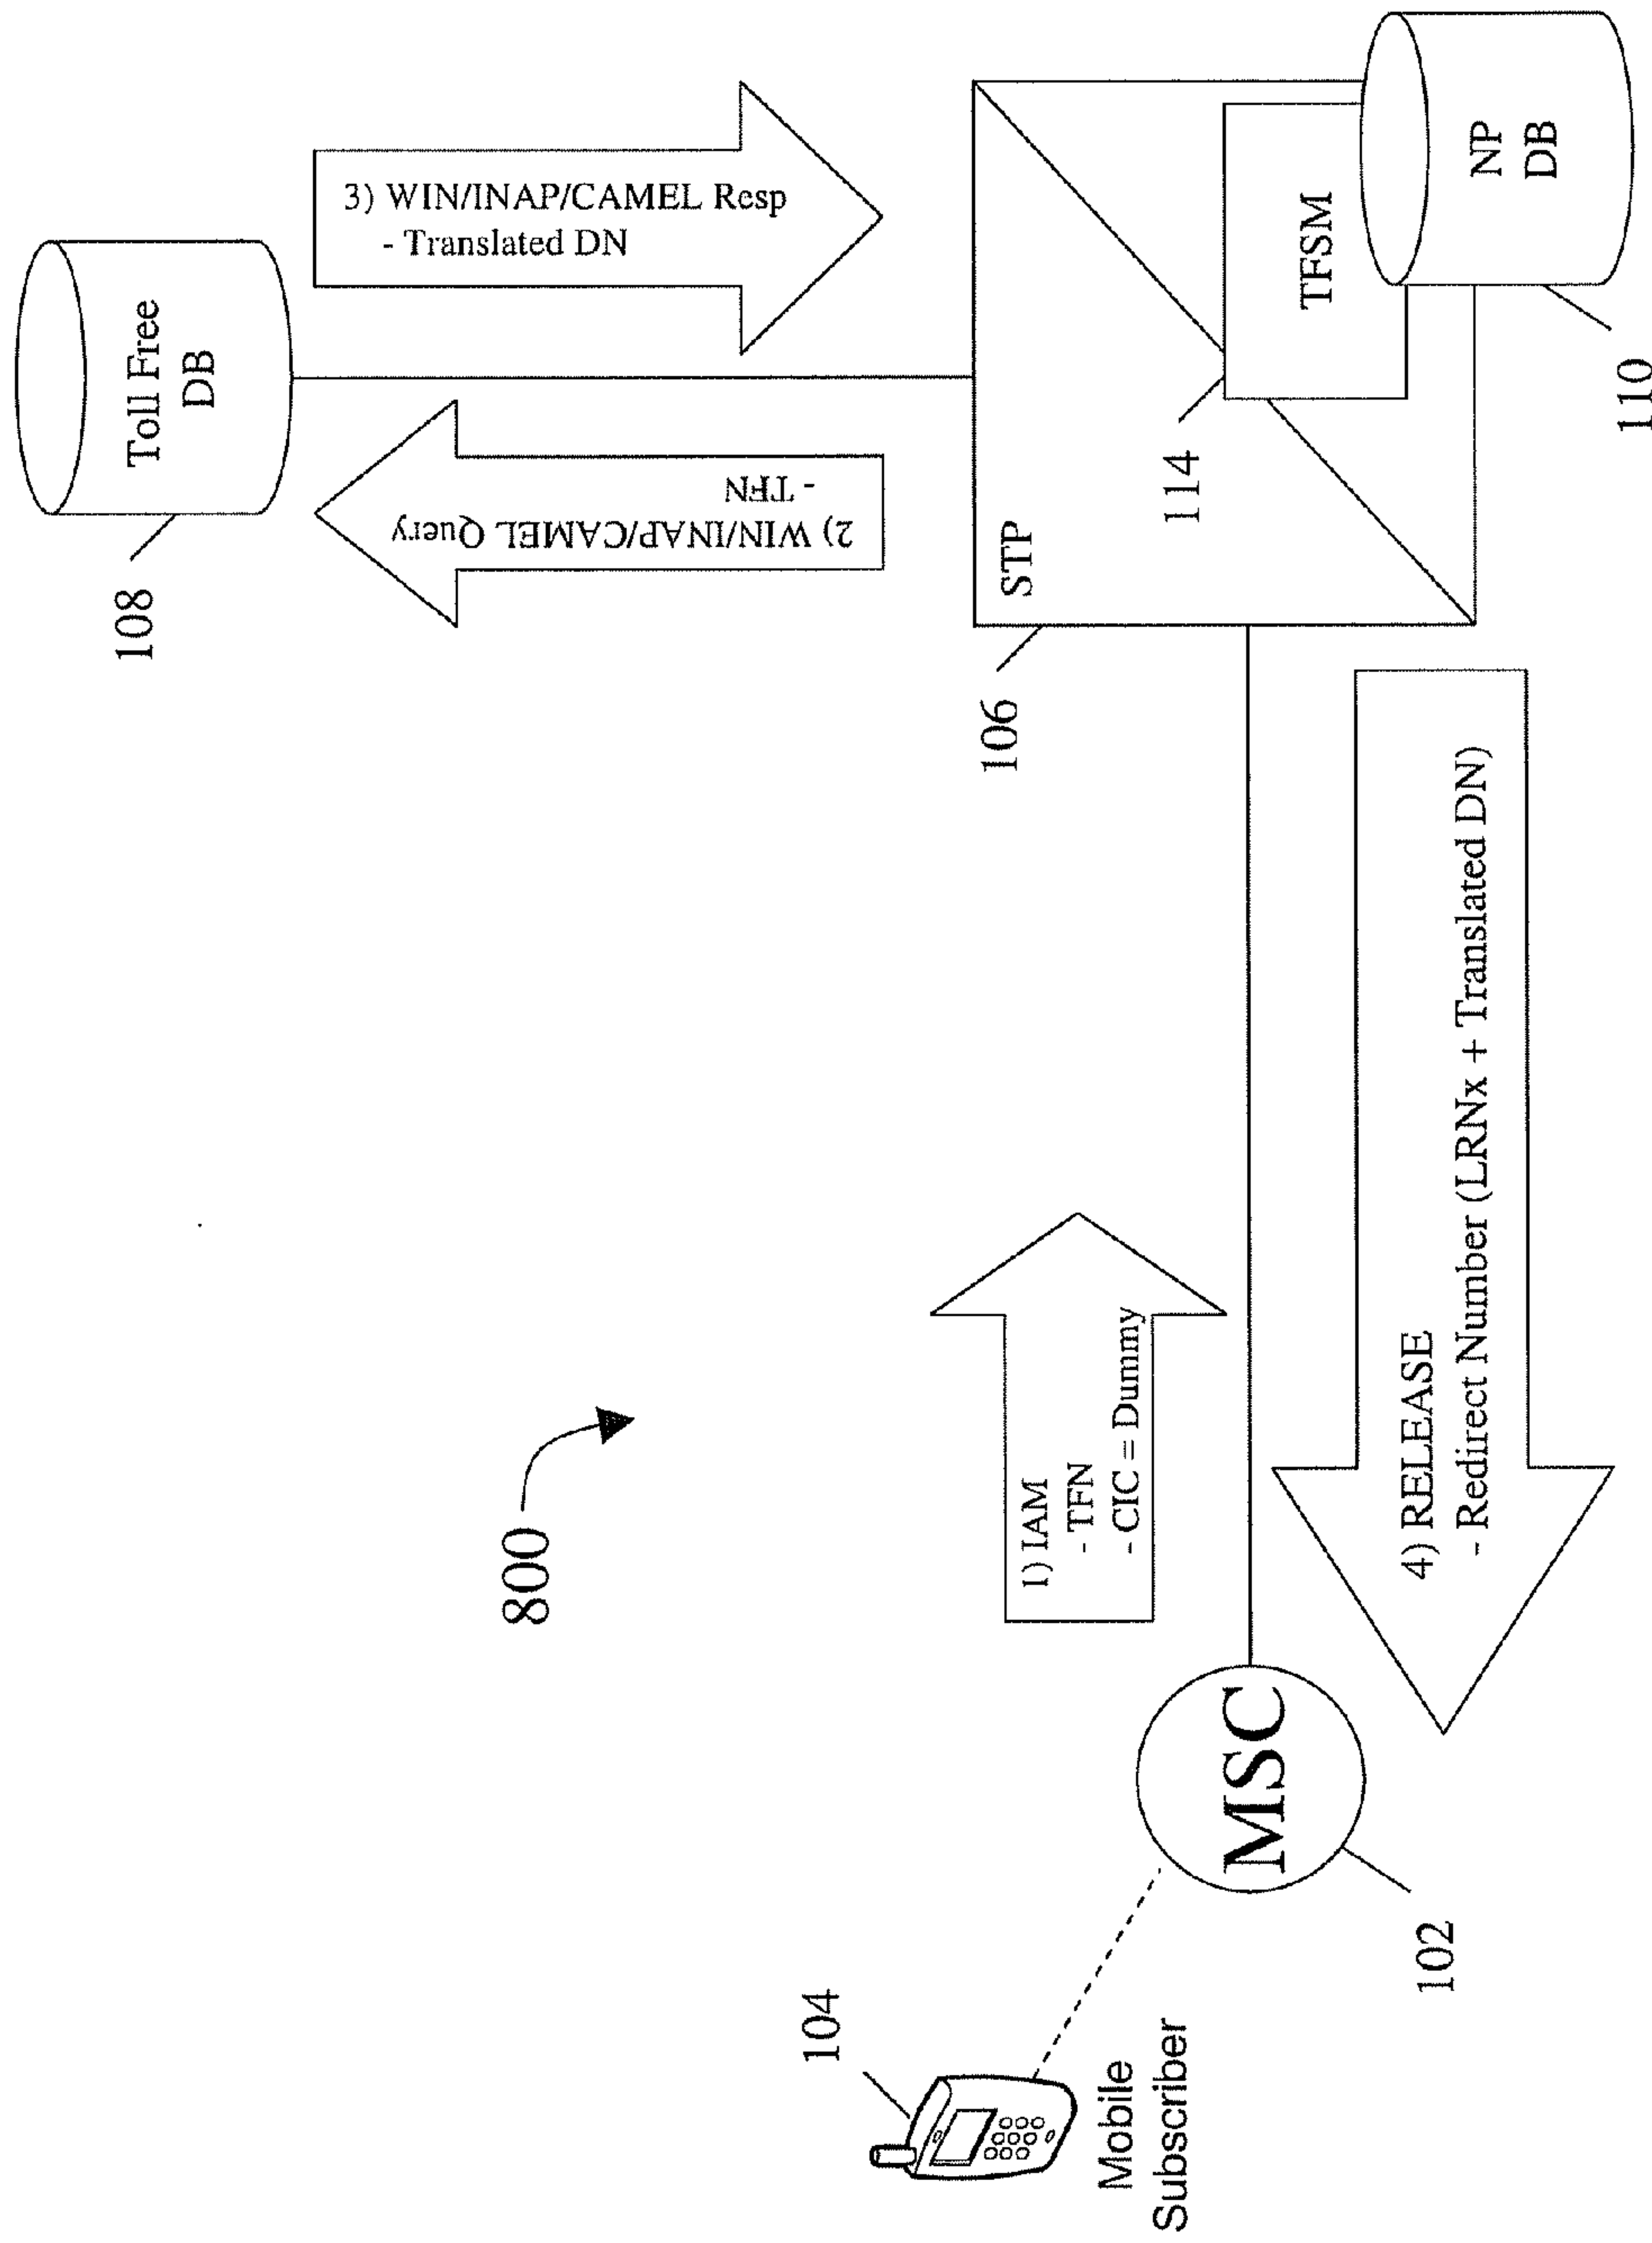 Toll Free
DB
108
2) WIN/INAP/CAMEL Query
- TFN
3) WIN/INAP/CAMEL Resp
- Translated DN
800
STP
106
114
TFSM
NP
DB
110
1) IAM
- TFN
- CIC = Dummy
4) RELEASE
- Redirect Number (LRNx + Translated DN)
MSC
102
104
Mobile
Subscriber